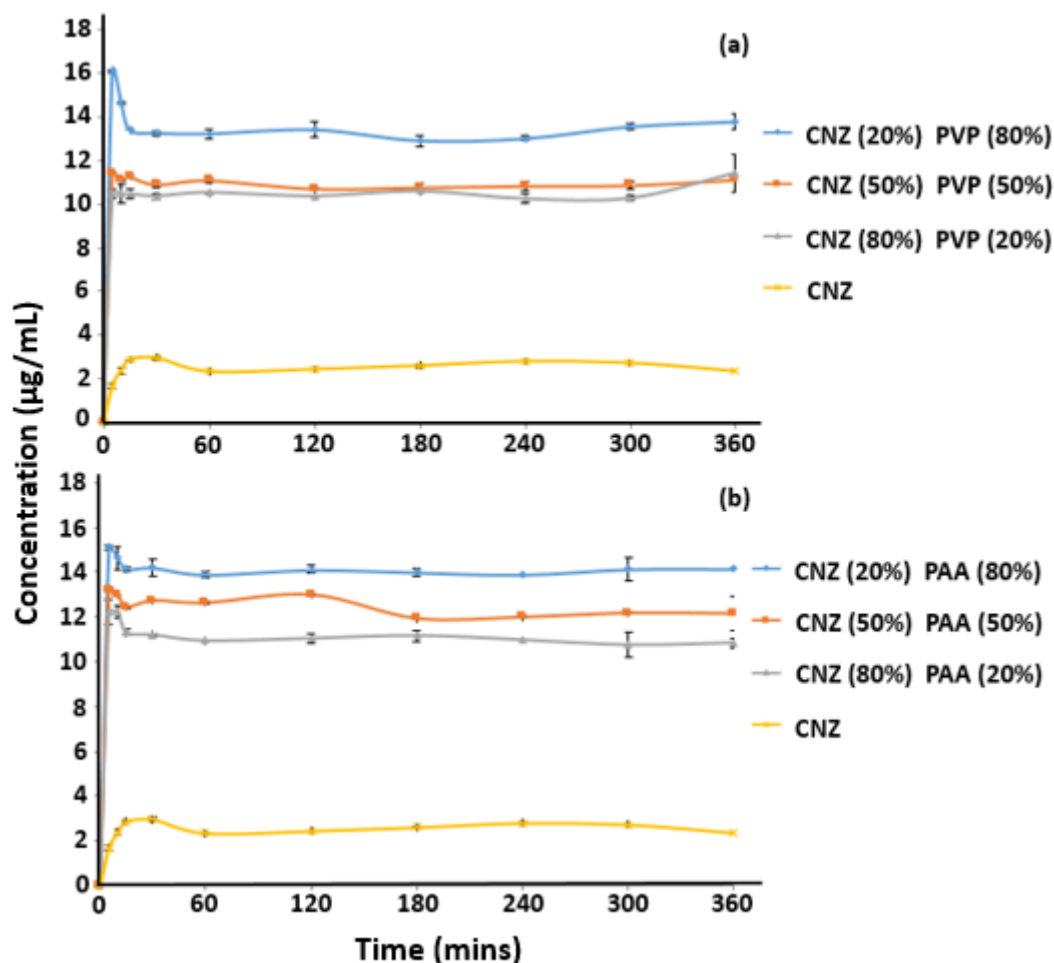 (a)
Concentration (µg/mL)
18
16
14
12
10
8
6
4
2
0
0 60 120 180 240 300 360
CNZ (20%) PVP (80%)
CNZ (50%) PVP (50%)
CNZ (80%) PVP (20%)
CNZ
(b)
18
16
14
12
10
8
6
4
2
0
0 60 120 180 240 300 360
CNZ (20%) PAA (80%)
CNZ (50%) PAA (50%)
CNZ (80%) PAA (20%)
CNZ
Time (mins)